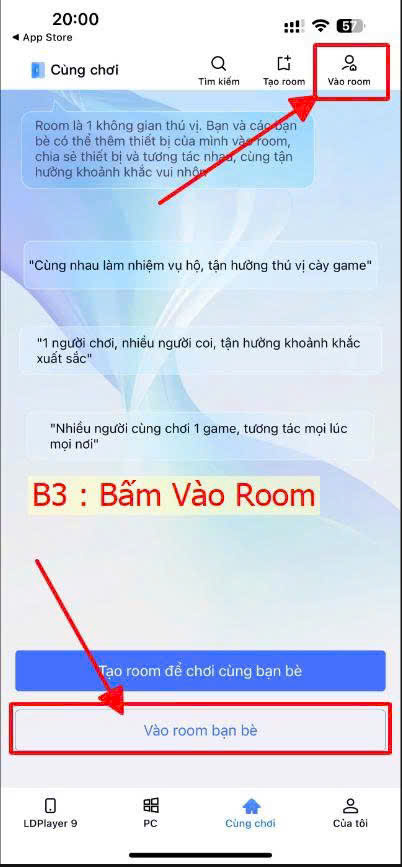 20:00
57
◀ App Store
Cùng chơi
Tìm kiếm
Tạo room
Vào room
Room là 1 không gian thú vị. Bạn và các bạn
bè có thể thêm thiết bị của mình vào room,
chia sẻ thiết bị và tương tác nhau, cùng tận
hưởng khoảnh khắc vui nhộn
"Cùng nhau làm nhiệm vụ hộ, tận hưởng thú vị cày game"
"1 người chơi, nhiều người coi, tận hưởng khoảnh khắc
xuất sắc"
"Nhiều người cùng chơi 1 game, tương tác mọi lúc
mọi nơi"
B3 : Bấm Vào Room
Tạo room để chơi cùng bạn bè
Vào room bạn bè
LDPlayer 9
PC
Cùng chơi
Của tôi